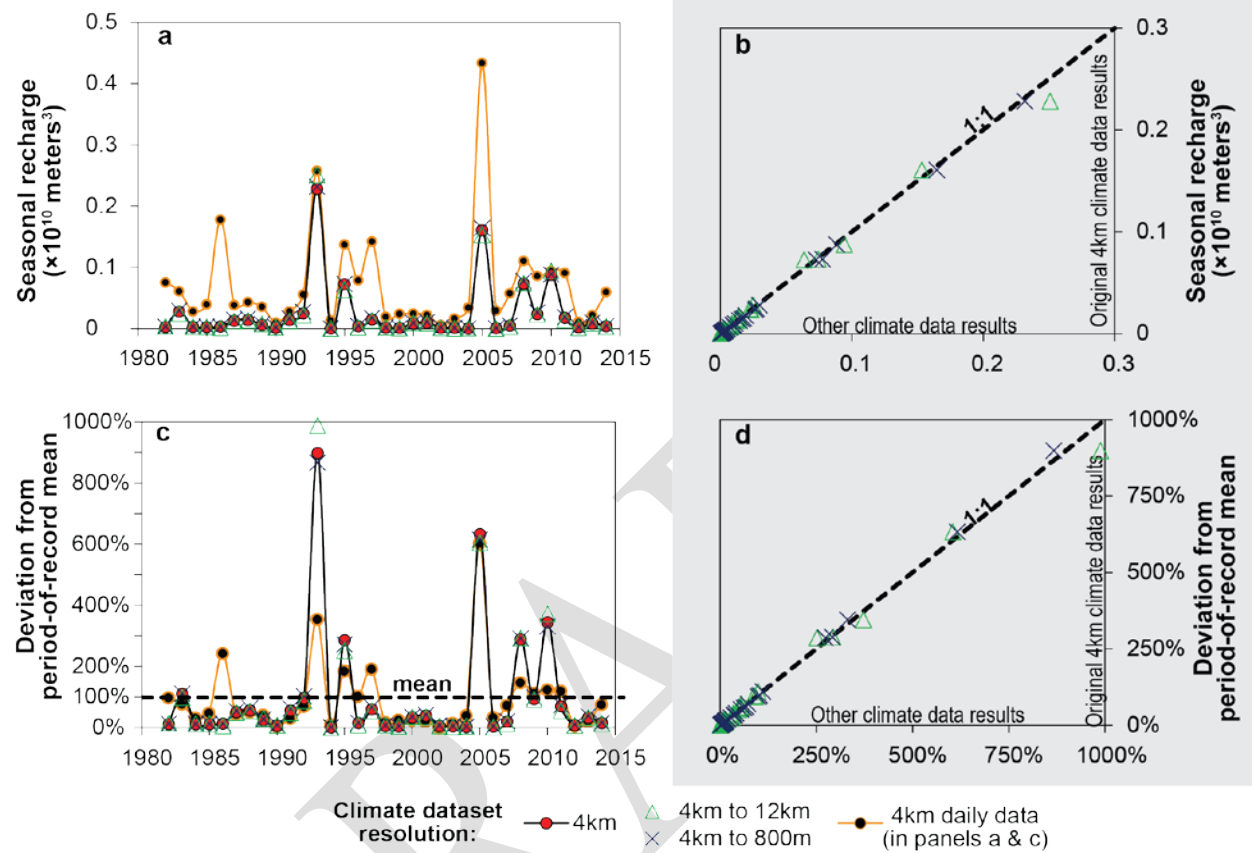 a
0.5
0.4
0.3
0.2
0.1
0
Seasonal recharge
(×10¹⁰ meters³)
1980 1985 1990 1995 2000 2005 2010 2015
b
1:1
0.3
0.2
0.1
0
Original 4km climate data results
Seasonal recharge
(×10¹⁰ meters³)
Other climate data results
0 0.1 0.2 0.3
c
1000%
800%
600%
400%
200%
100%
0%
Deviation from
period-of-record mean
mean
1980 1985 1990 1995 2000 2005 2010 2015
d
1:1
1000%
750%
500%
250%
0%
Original 4km climate data results
Deviation from
period-of-record mean
Other climate data results
0% 250% 500% 750% 1000%
Climate dataset
resolution:
4km
4km to 12km
4km to 800m
4km daily data
(in panels a & c)